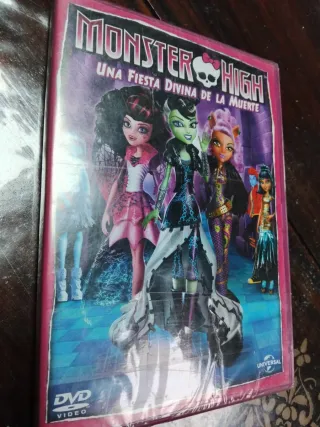 MONSTER HIGH
UNA FIESTA DIVINA DE LA MUERTE
DVD
VIDEO
UNIVERSAL